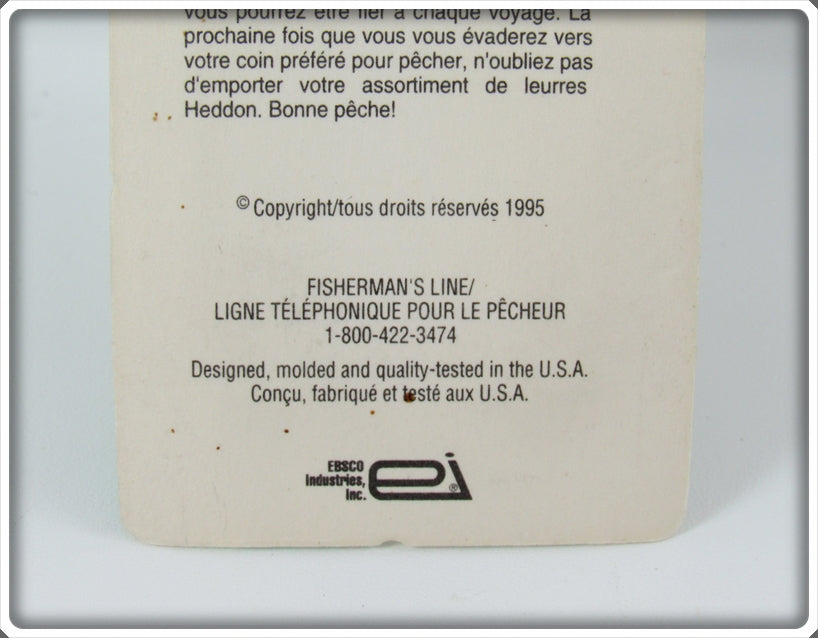 vous pourrez être fier à chaque voyage. La
prochaine fois que vous vous évaderez vers
votre coin préféré pour pêcher, n'oubliez pas
d'emporter votre assortiment de leurres
Heddon. Bonne pêche!
© Copyright/tous droits réservés 1995
FISHERMAN'S LINE/
LIGNE TÉLÉPHONIQUE POUR LE PÊCHEUR
1-800-422-3474
Designed, molded and quality-tested in the U.S.A.
Conçu, fabriqué et testé aux U.S.A.
EBSCO
Industries,
Inc.
ei ®